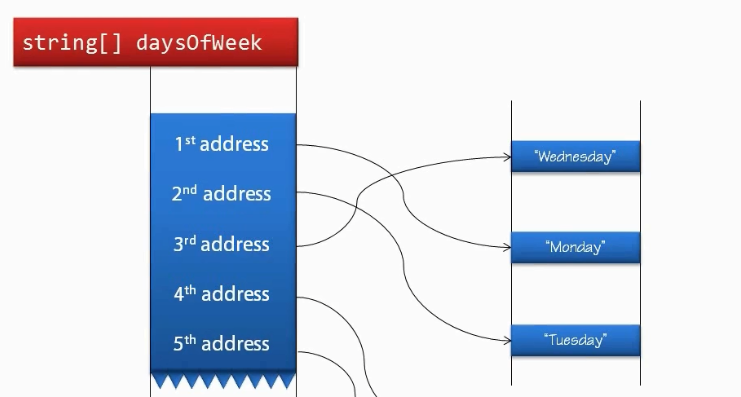 string[] daysOfWeek
1st address
2nd address
3rd address
4th address
5th address
“Wednesday”
“Monday”
“Tuesday”